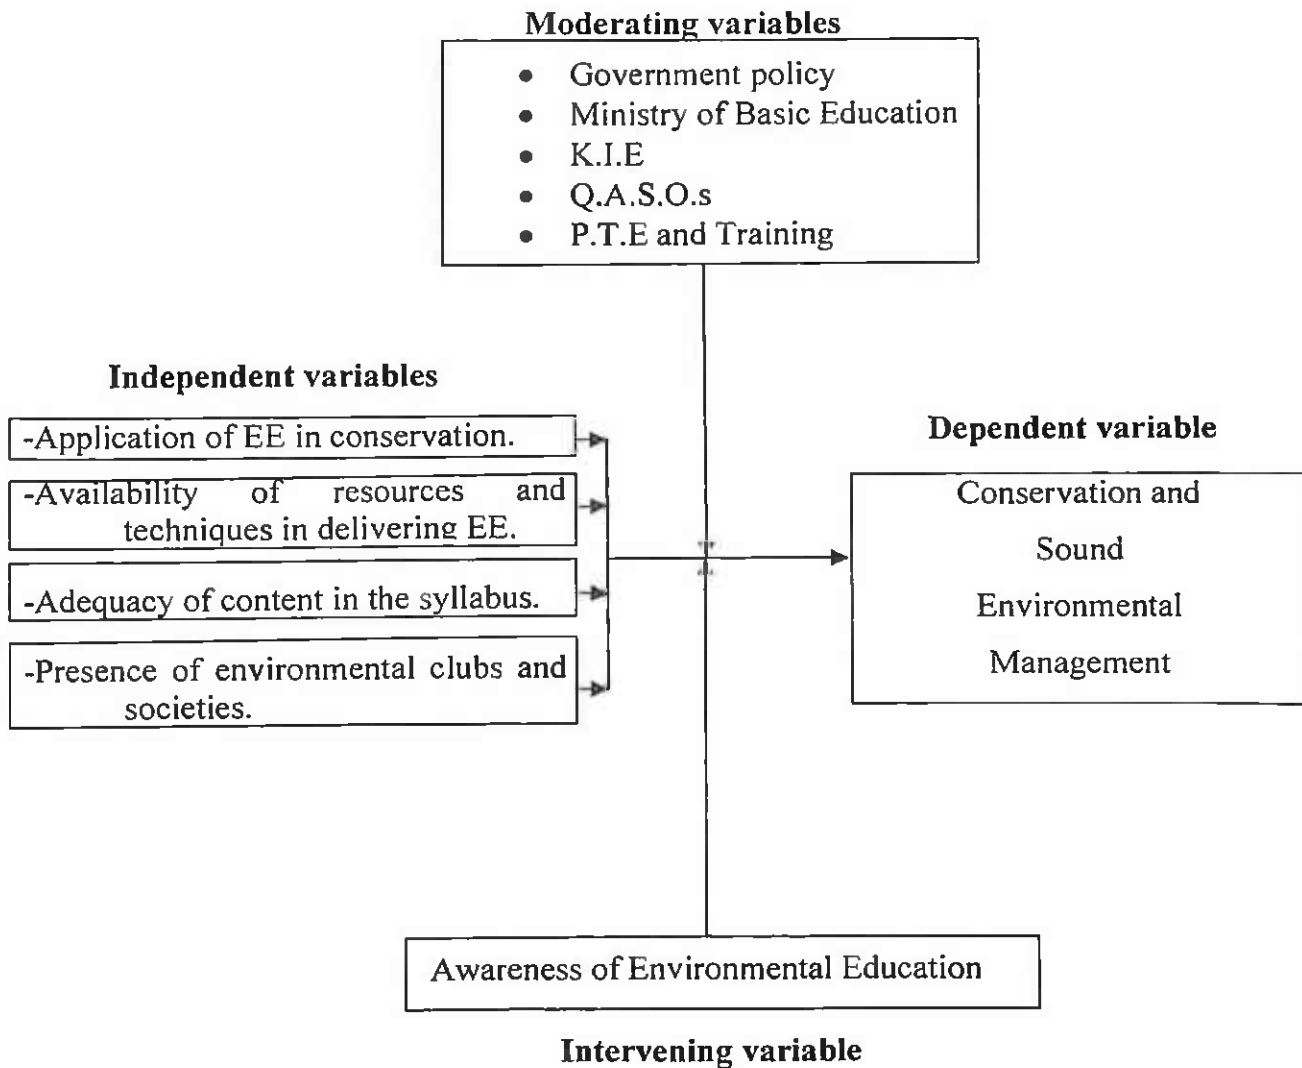 Moderating variables
• Government policy
• Ministry of Basic Education
• K.I.E
• Q.A.S.O.s
• P.T.E and Training
Independent variables
-Application of EE in conservation.
-Availability of resources and
techniques in delivering EE.
-Adequacy of content in the syllabus.
-Presence of environmental clubs and
societies.
Dependent variable
Conservation and
Sound
Environmental
Management
Awareness of Environmental Education
Intervening variable